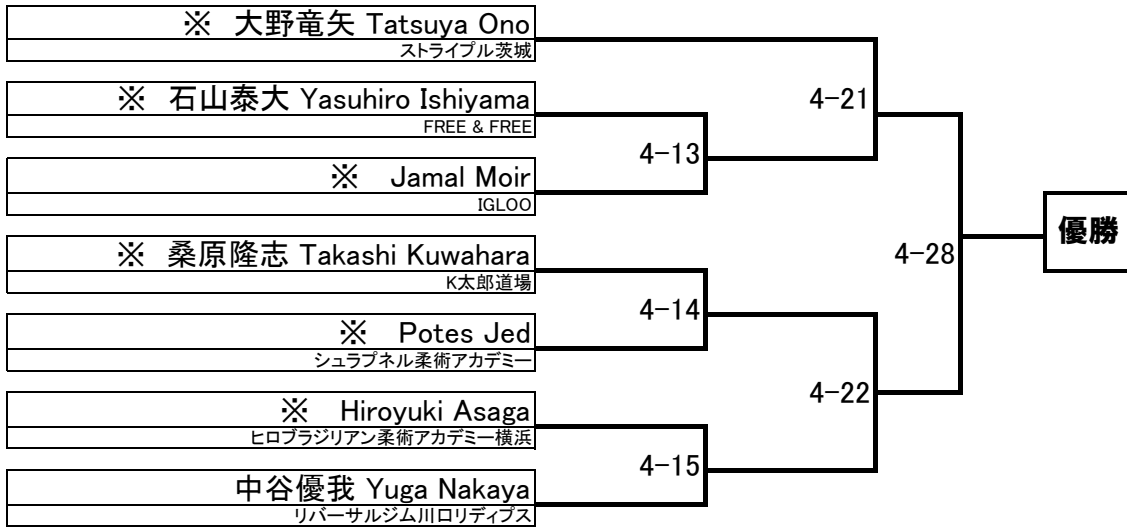 ※ 大野竜矢 Tatsuya Ono
ストライプル茨城
※ 石山泰大 Yasuhiro Ishiyama
FREE & FREE
※ Jamal Moir
IGLOO
※ 桑原隆志 Takashi Kuwahara
K太郎道場
※ Potes Jed
シュラプネル柔術アカデミー
※ Hiroyuki Asaga
ヒロブラジリアン柔術アカデミー横浜
中谷優我 Yuga Nakaya
リバーサルジム川口リディプス
4-13
4-14
4-15
4-21
4-22
4-28
優勝